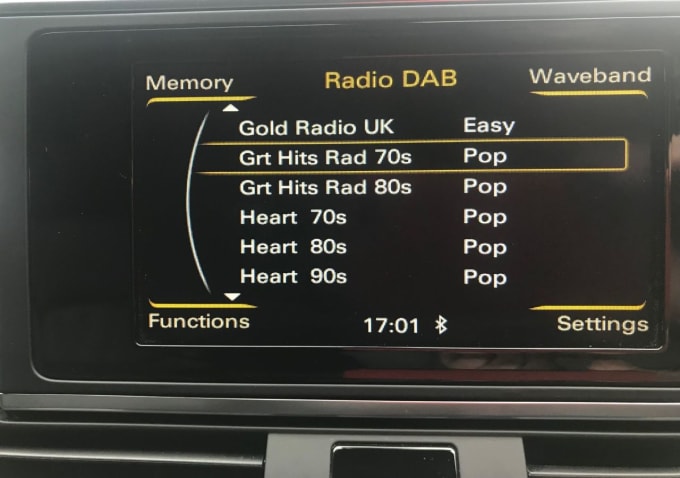 Memory Radio DAB Waveband
Gold Radio UK Easy
Grt Hits Rad 70s Pop
Grt Hits Rad 80s Pop
Heart 70s Pop
Heart 80s Pop
Heart 90s Pop
Functions 17:01 Settings